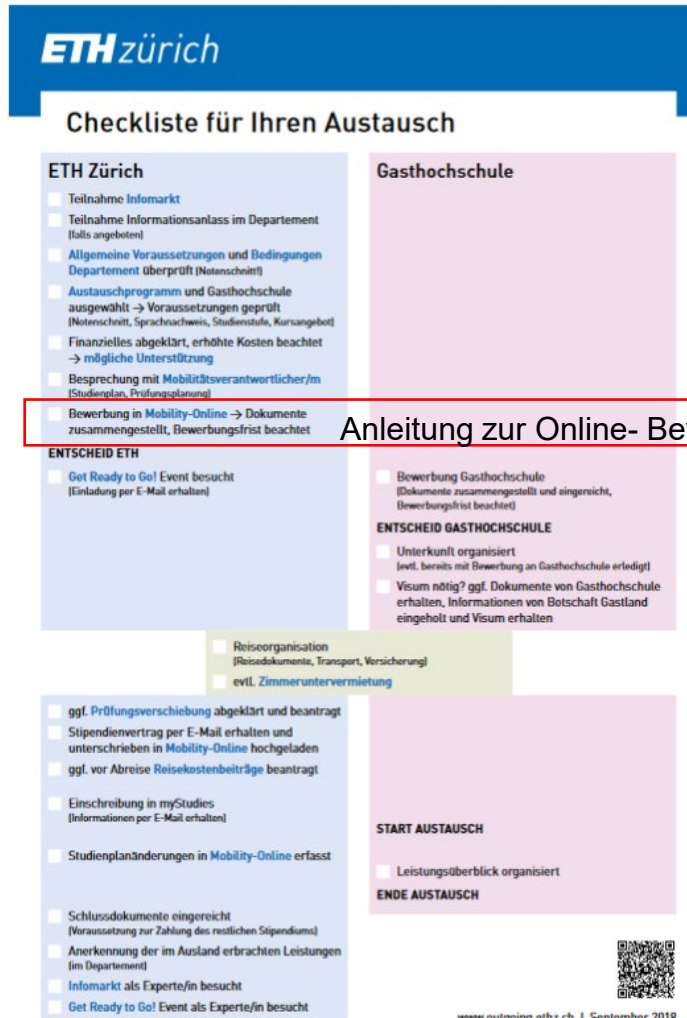 ETH zürich
Checkliste für Ihren Austausch
ETH Zürich
Teilnahme Infomarkt
Teilnahme Informationsanlass im Departement
(falls angeboten)
Allgemeine Voraussetzungen und Bedingungen
Departement überprüft (Notenschnitt!)
Austauschprogramm und Gasthochschule
ausgewählt → Voraussetzungen geprüft
(Notenschnitt, Sprachnachweis, Studienstufe, Kursangebot)
Finanzielles abgeklärt, erhöhte Kosten beachtet
→ mögliche Unterstützung
Besprechung mit Mobilitätsverantwortlicher/m
(Studienplan, Prüfungsplanung)
Bewerbung in Mobility-Online → Dokumente
zusammengestellt, Bewerbungsfrist beachtet
Anleitung zur Online- Be
ENTSCHEID ETH
Get Ready to Go! Event besucht
(Einladung per E-Mail erhalten)
Gasthochschule
Bewerbung Gasthochschule
(Dokumente zusammengestellt und eingereicht,
Bewerbungsfrist beachtet)
ENTSCHEID GASTHOCHSCHULE
Unterkunft organisiert
(evtl. bereits mit Bewerbung an Gasthochschule erledigt)
Visum nötig? ggf. Dokumente von Gasthochschule
erhalten, Informationen von Botschaft Gastland
eingeholt und Visum erhalten
Reiseorganisation
(Reisedokumente, Transport, Versicherung)
evtl. Zimmeruntervermietung
ggf. Prüfungsverschiebung abgeklärt und beantragt
Stipendienvertrag per E-Mail erhalten und
unterschrieben in Mobility-Online hochgeladen
ggf. vor Abreise Reisekostenbeiträge beantragt
Einschreibung in myStudies
(Informationen per E-Mail erhalten)
Studienplanänderungen in Mobility-Online erfasst
Schlussdokumente eingereicht
(Voraussetzung zur Zahlung des restlichen Stipendiums)
Anerkennung der im Ausland erbrachten Leistungen
(im Departement)
Infomarkt als Experte/in besucht
Get Ready to Go! Event als Experte/in besucht
START AUSTAUSCH
Leistungsüberblick organisiert
ENDE AUSTAUSCH
www.outgoing.ethz.ch | September 2018